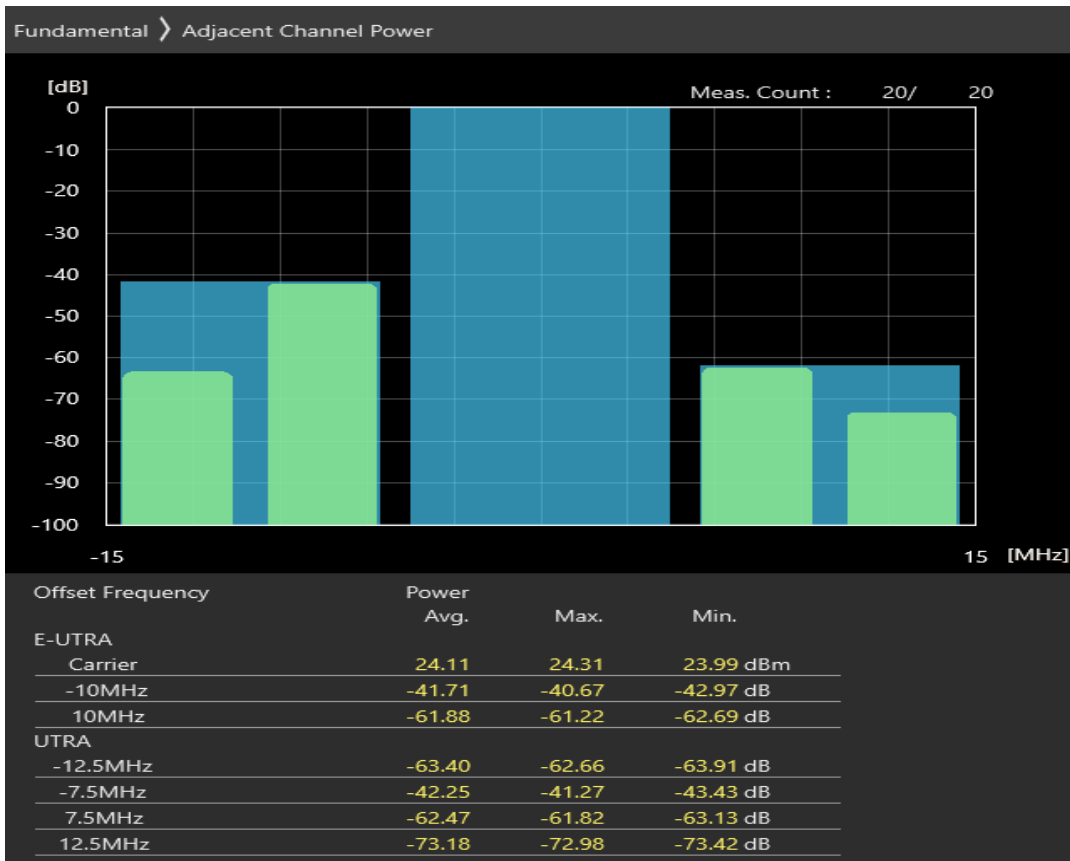 Fundamental 〉 Adjacent Channel Power
[dB]
Meas. Count : 20/ 20
0
-10
-20
-30
-40
-50
-60
-70
-80
-90
-100
-15 15 [MHz]
Offset Frequency Power
Avg. Max. Min.
E-UTRA
Carrier 24.11 24.31 23.99 dBm
-10MHz -41.71 -40.67 -42.97 dB
10MHz -61.88 -61.22 -62.69 dB
UTRA
-12.5MHz -63.40 -62.66 -63.91 dB
-7.5MHz -42.25 -41.27 -43.43 dB
7.5MHz -62.47 -61.82 -63.13 dB
12.5MHz -73.18 -72.98 -73.42 dB